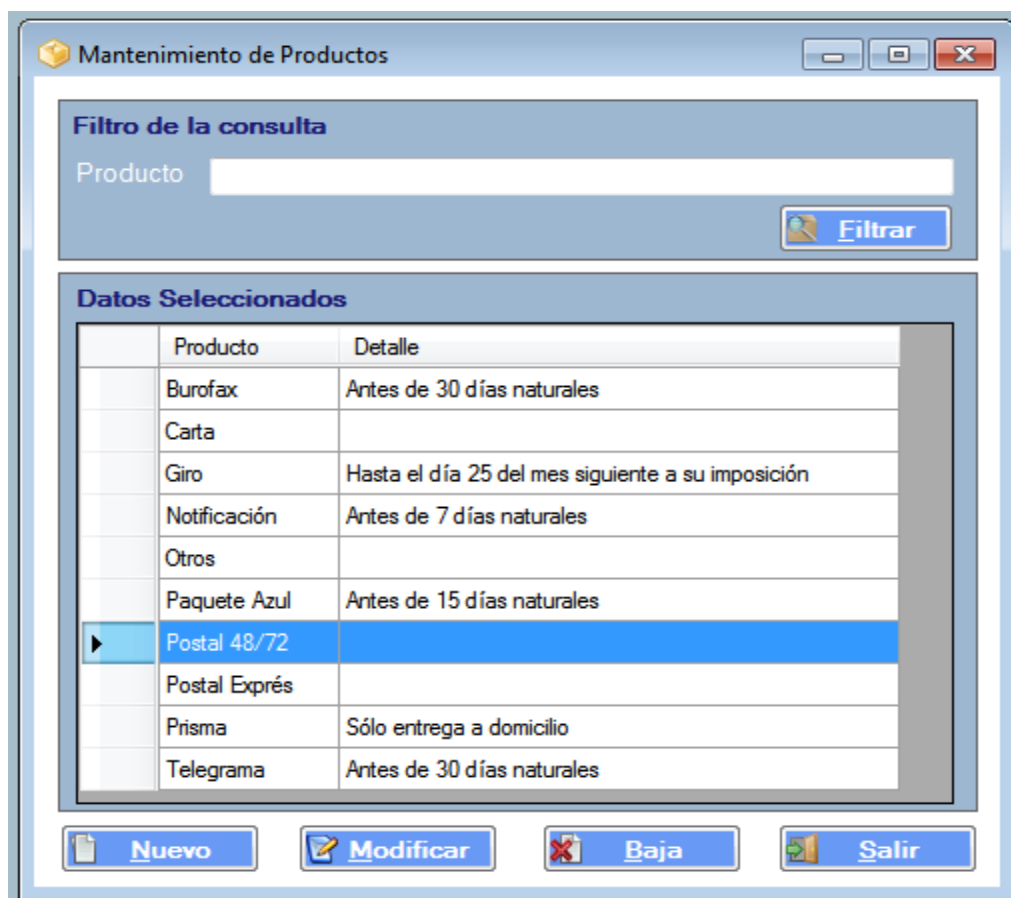 Mantenimiento de Productos
Filtro de la consulta
Producto
Filtrar
Datos Seleccionados
Producto Detalle
Burofax Antes de 30 días naturales
Carta
Giro Hasta el día 25 del mes siguiente a su imposición
Notificación Antes de 7 días naturales
Otros
Paquete Azul Antes de 15 días naturales
Postal 48/72
Postal Exprés
Prisma Sólo entrega a domicilio
Telegrama Antes de 30 días naturales
Nuevo Modificar Baja Salir